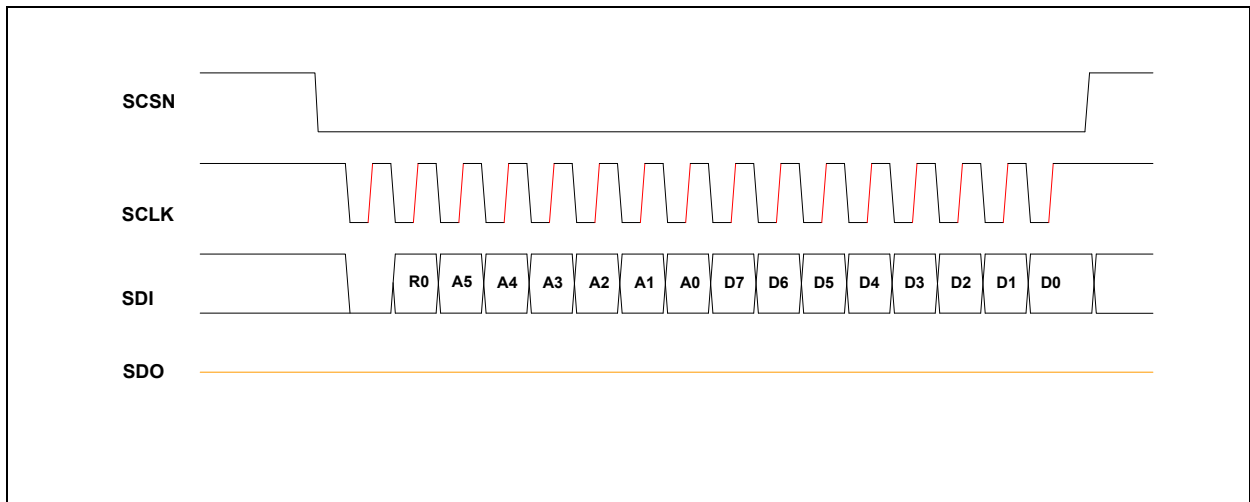 SCSN
SCLK
SDI
R0 A5 A4 A3 A2 A1 A0 D7 D6 D5 D4 D3 D2 D1 D0
SDO